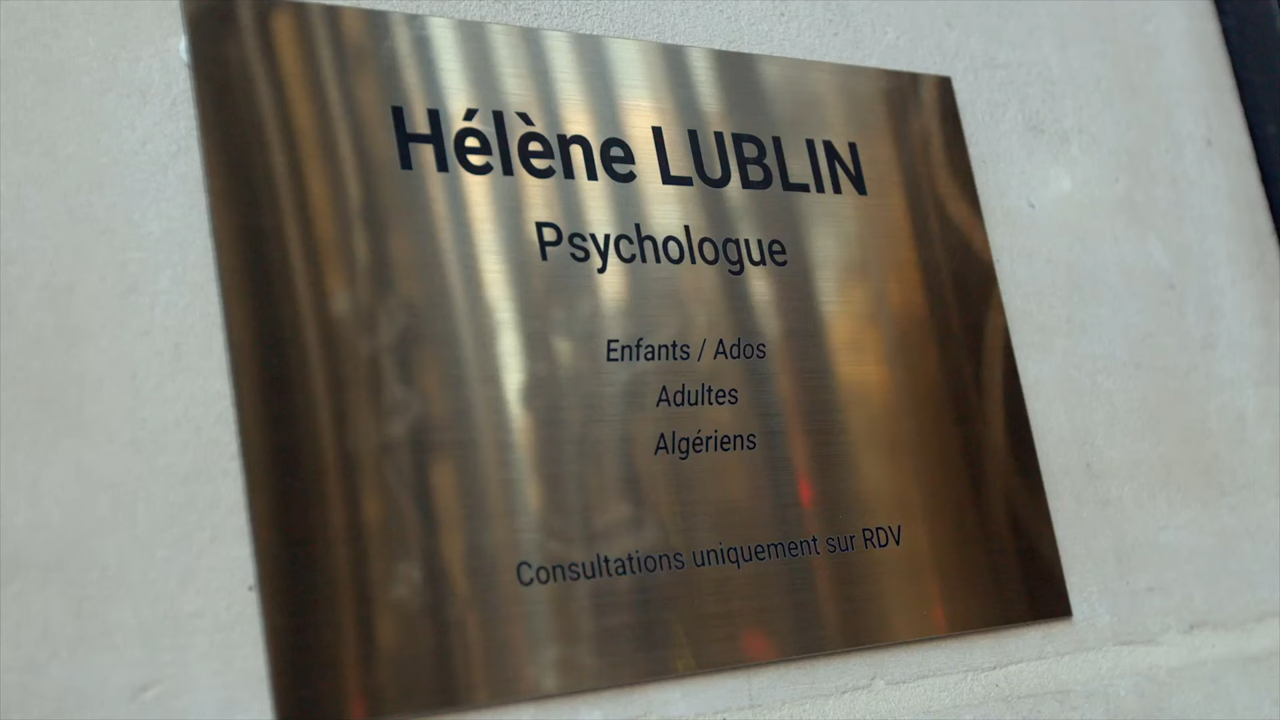 Hélène LUBLIN
Psychologue
Enfants / Ados
Adultes
Algériens
Consultations uniquement sur RDV